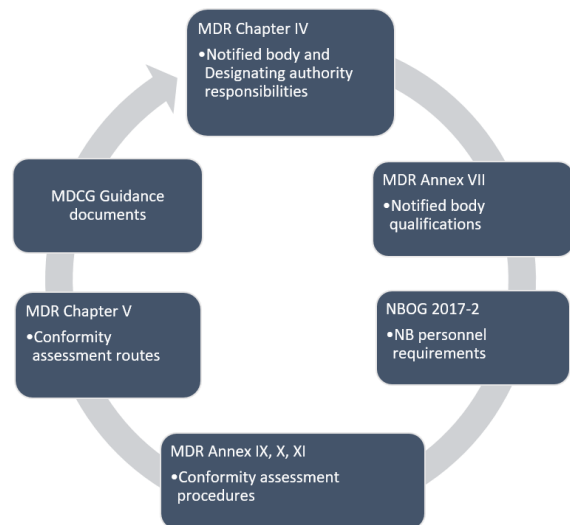 MDR Chapter IV
•Notified body and
Designating authority
responsibilities
MDR Annex VII
•Notified body
qualifications
NBOG 2017-2
•NB personnel
requirements
MDR Annex IX, X, XI
•Conformity assessment
procedures
MDR Chapter V
•Conformity
assessment routes
MDCG Guidance
documents